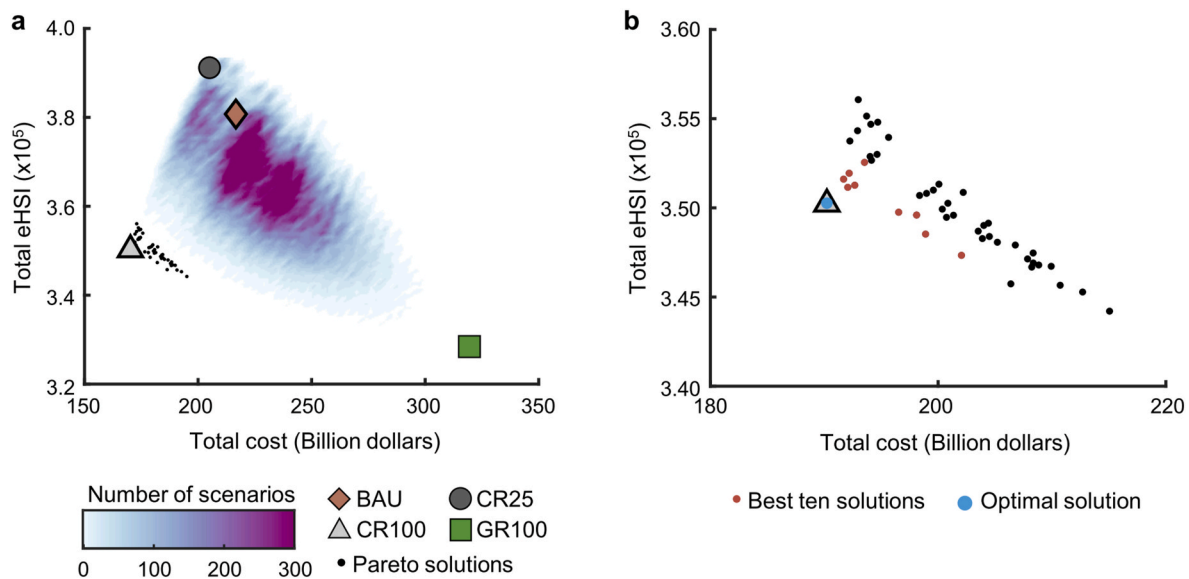 a
4.0
3.8
3.6
3.4
3.2
Total eHSI (x10⁵)
150
200
250
300
350
Total cost (Billion dollars)
b
3.60
3.55
3.50
3.45
3.40
Total eHSI (x10⁵)
180
200
220
Total cost (Billion dollars)
Number of scenarios
0
100
200
300
BAU
CR25
CR100
GR100
Pareto solutions
Best ten solutions
Optimal solution